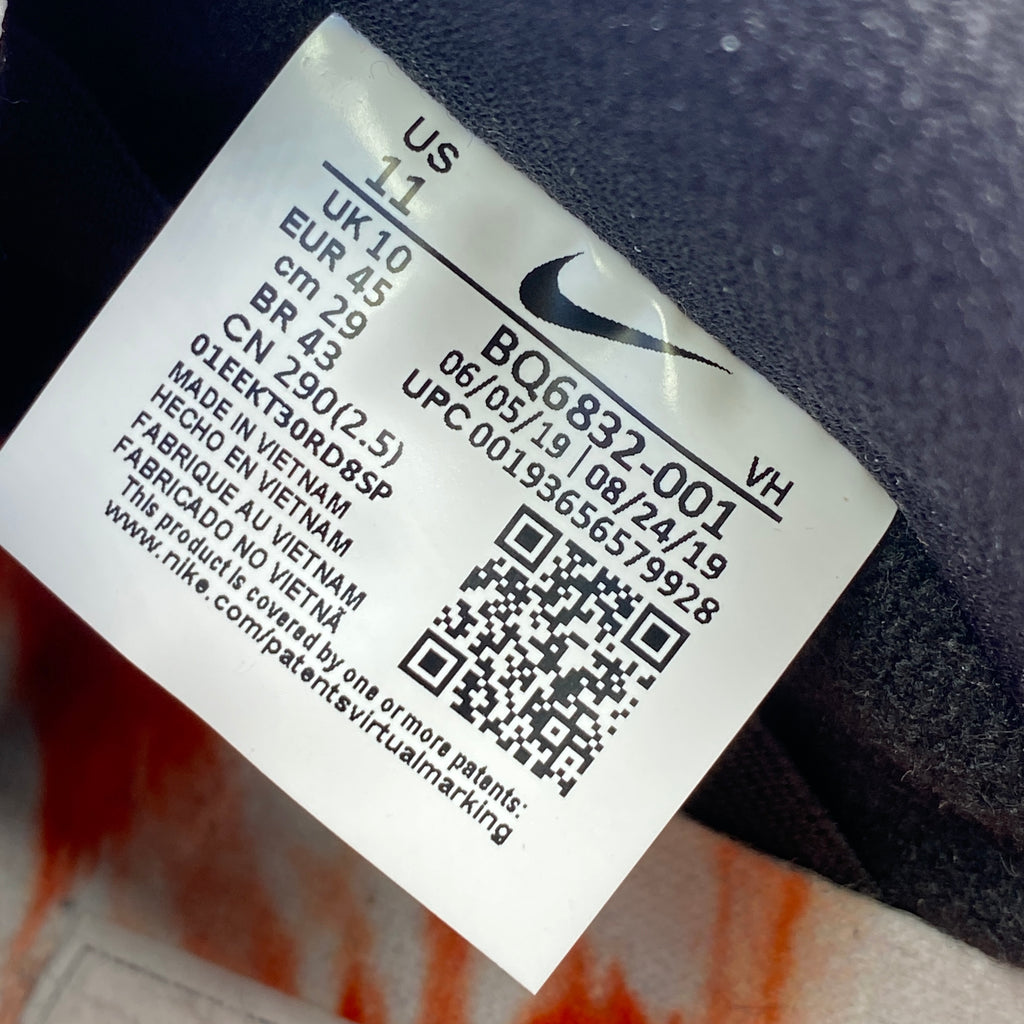 US
11
UK 10
EUR 45
cm 29
BR 43
CN 290(2.5)
01EEKT30RD8SP
MADE IN VIETNAM
HECHO EN VIETNAM
FABRIQUE AU VIETNAM
FABRICADO NO VIETNÃ
This product is covered by one or more patents:
www.nike.com/patentsvirtualmarking
VH
BQ6832-001
06/05/19 | 08/24/19
UPC 00193656579928